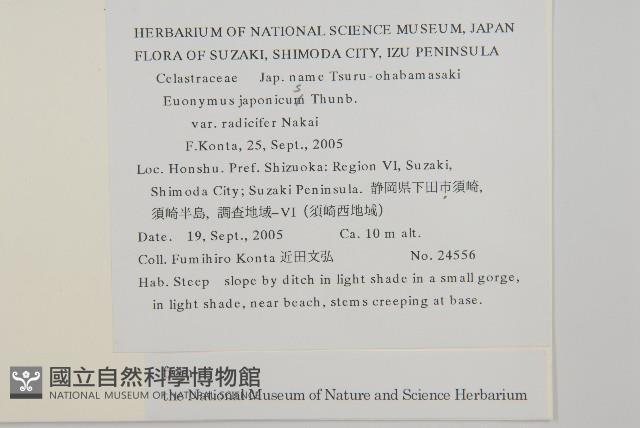 HERBARIUM OF NATIONAL SCIENCE MUSEUM, JAPAN
FLORA OF SUZAKI, SHIMODA CITY, IZU PENINSULA
Celastraceae Jap. name Tsuru-ohabamasaki
s
Euonymus japonicum Thunb.
var. radicifer Nakai
F.Konta, 25, Sept., 2005
Loc. Honshu. Pref. Shizuoka: Region VI, Suzaki,
Shimoda City; Suzaki Peninsula. 静岡県下田市須崎,
須崎半島, 調査地域-VI (須崎西地域)
Date. 19, Sept., 2005 Ca. 10 m alt.
Coll. Fumihiro Konta 近田文弘 No. 24556
Hab. Steep slope by ditch in light shade in a small gorge,
in light shade, near beach, stems creeping at base.
國立自然科學博物館
NATIONAL MUSEUM OF NATURAL SCIENCE
the National Museum of Nature and Science Herbarium